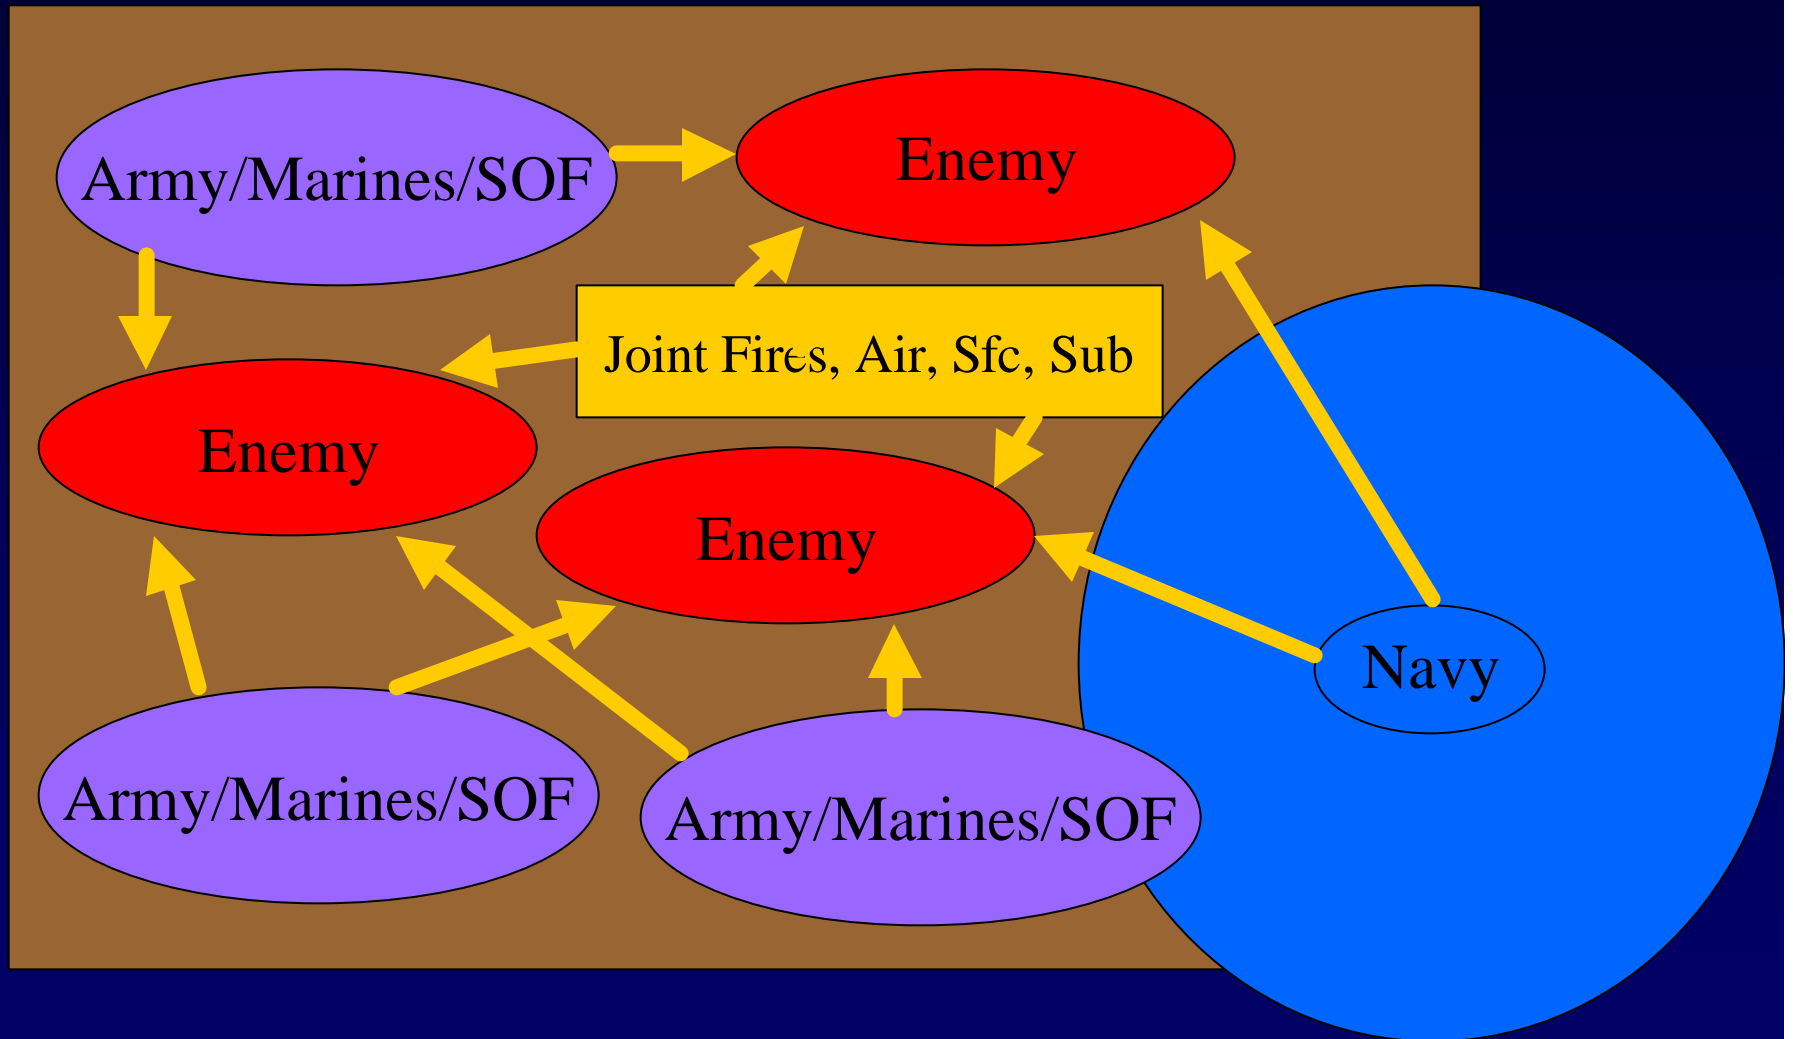 Army/Marines/SOF
Enemy
Joint Fires, Air, Sfc, Sub
Enemy
Enemy
Navy
Army/Marines/SOF
Army/Marines/SOF